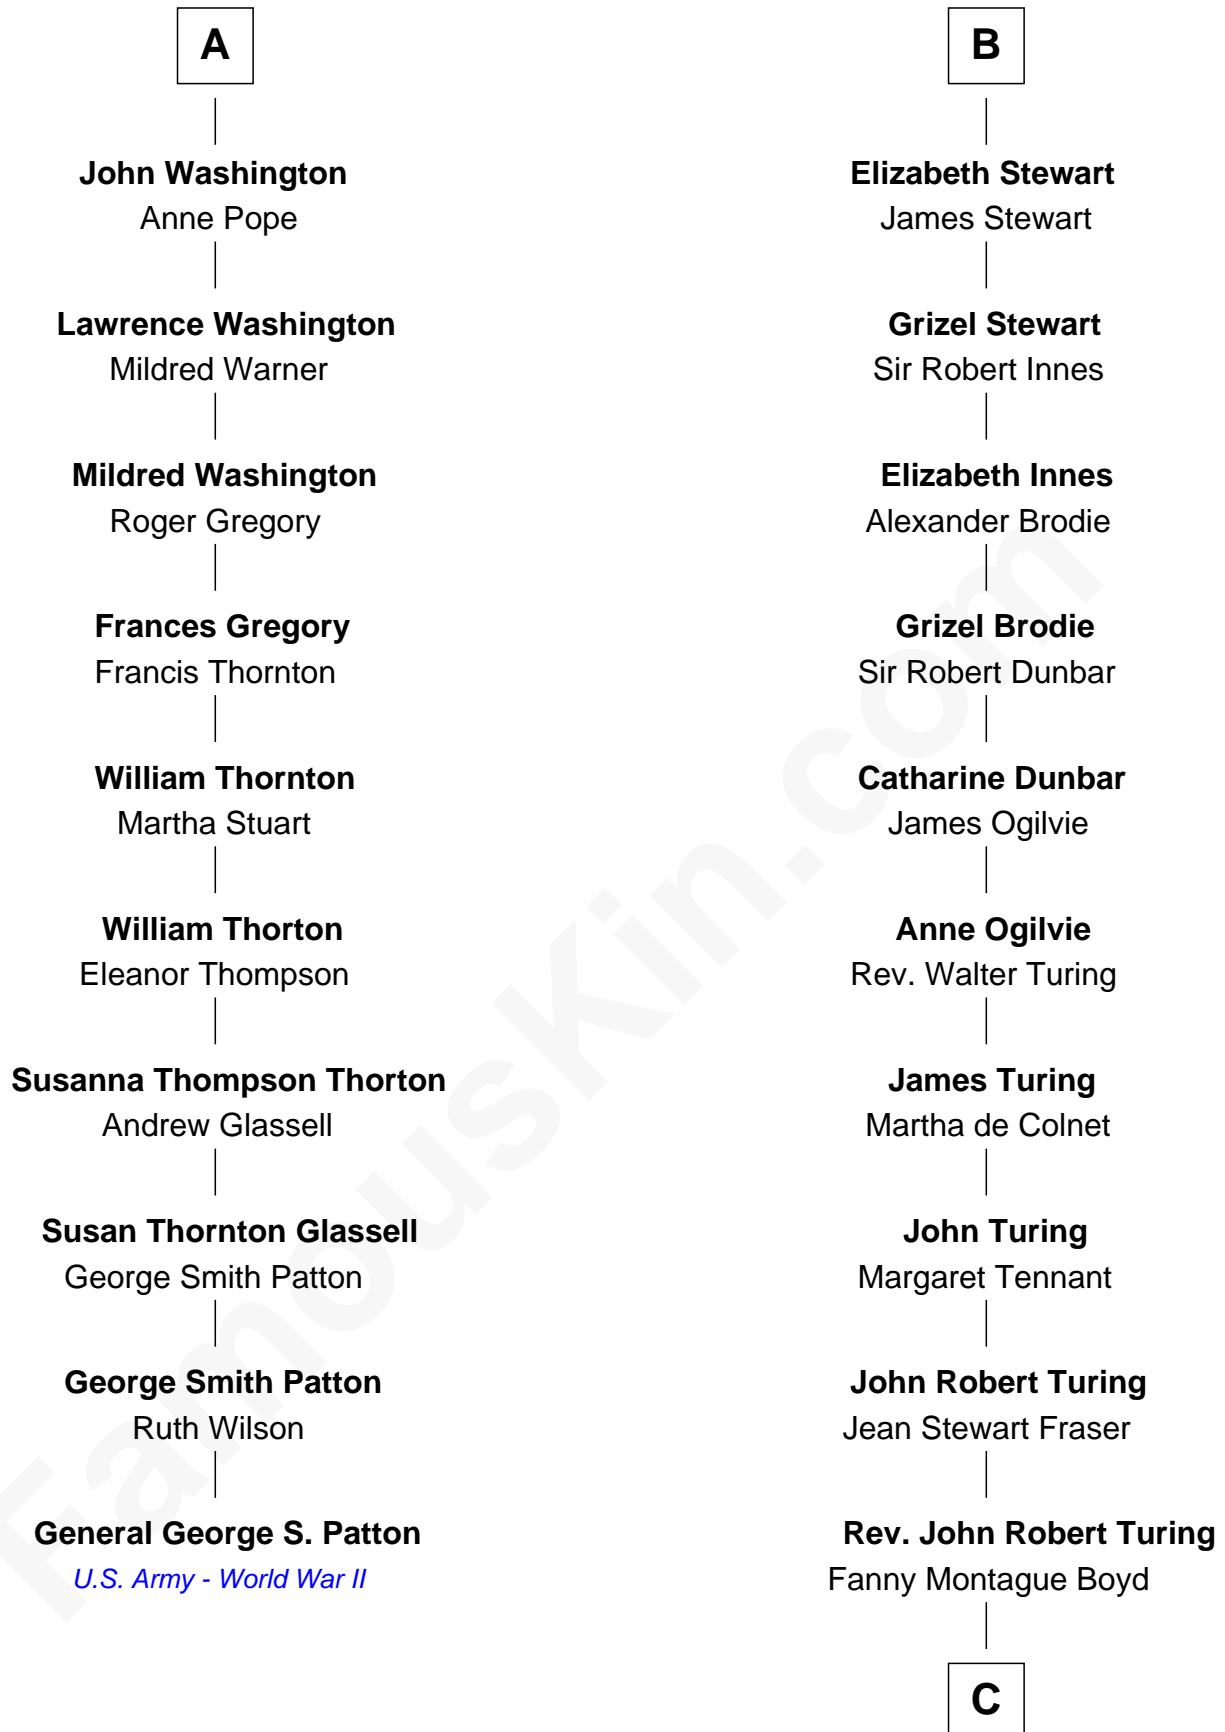 A
John Washington
Anne Pope
Lawrence Washington
Mildred Warner
Mildred Washington
Roger Gregory
Frances Gregory
Francis Thornton
William Thornton
Martha Stuart
William Thorton
Eleanor Thompson
Susanna Thompson Thorton
Andrew Glassell
Susan Thornton Glassell
George Smith Patton
George Smith Patton
Ruth Wilson
General George S. Patton
U.S. Army - World War II
B
Elizabeth Stewart
James Stewart
Grizel Stewart
Sir Robert Innes
Elizabeth Innes
Alexander Brodie
Grizel Brodie
Sir Robert Dunbar
Catharine Dunbar
James Ogilvie
Anne Ogilvie
Rev. Walter Turing
James Turing
Martha de Colnet
John Turing
Margaret Tennant
John Robert Turing
Jean Stewart Fraser
Rev. John Robert Turing
Fanny Montague Boyd
C
FamousKin.com